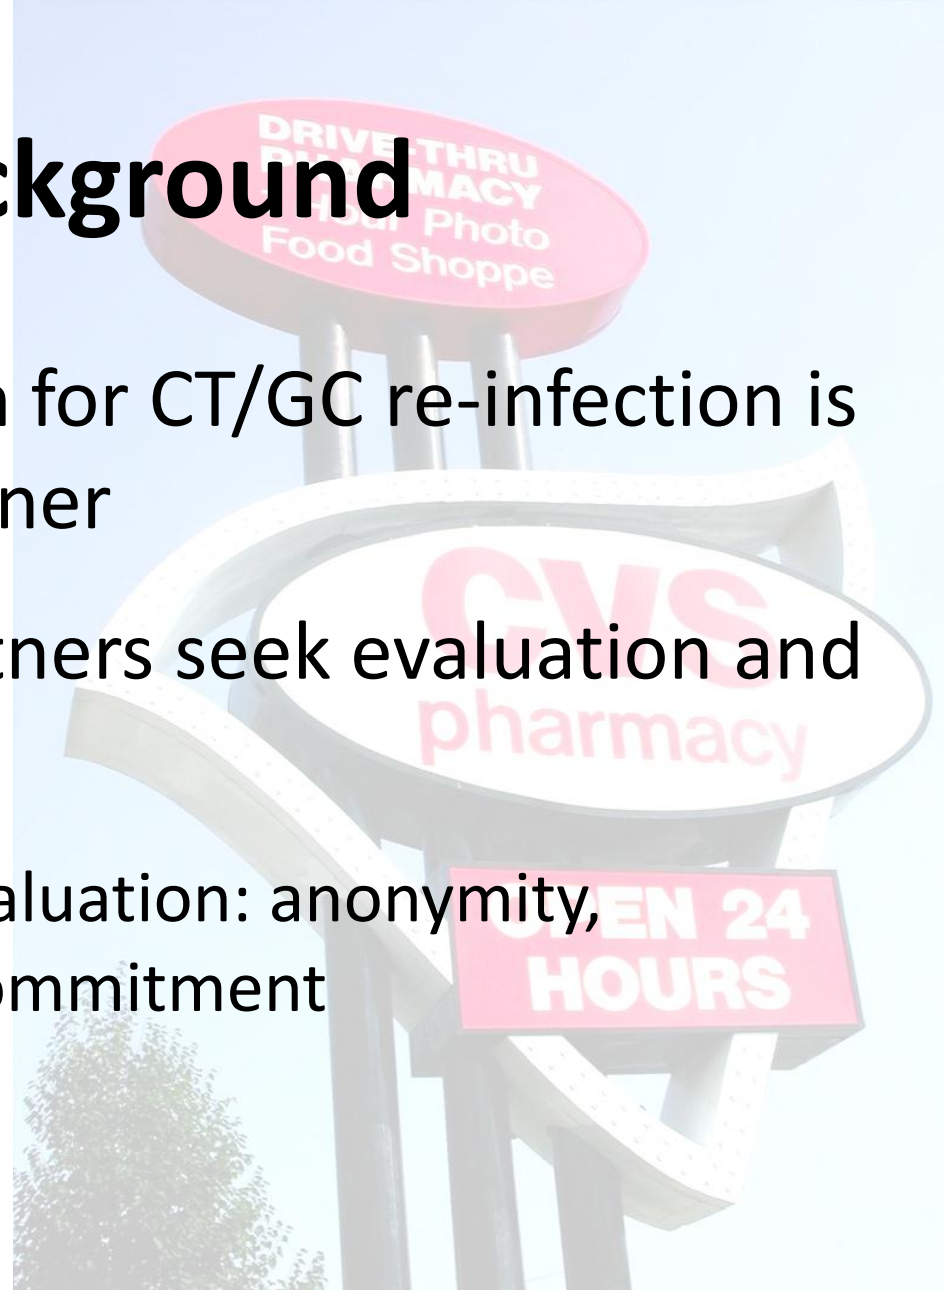 DRIVE-THRU
PHARMACY
ckground
Hour Photo
Food Shoppe
for CT/GC re-infection is
ner
CVS
tners seek evaluation and
pharmacy
aluation: anonymity,
OPEN 24
ommitment
HOURS